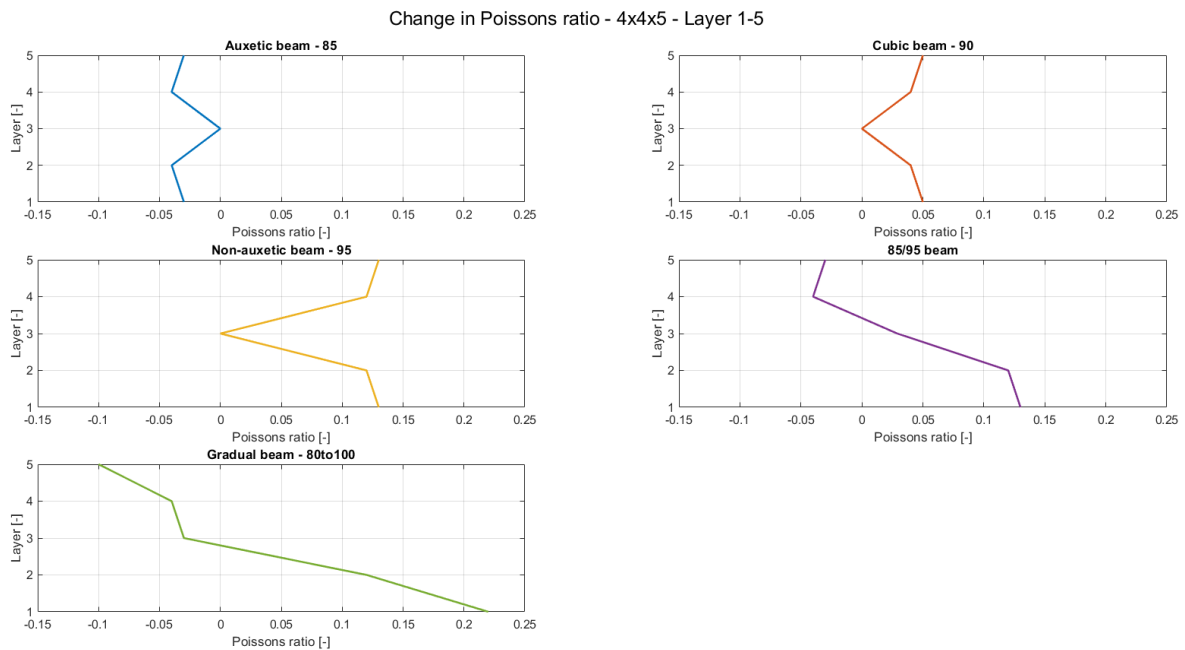 Change in Poissons ratio - 4x4x5 - Layer 1-5
Auxetic beam - 85
5
4
3
2
1
Layer [-]
-0.15 -0.1 -0.05 0 0.05 0.1 0.15 0.2 0.25
Poissons ratio [-]
Cubic beam - 90
5
4
3
2
1
Layer [-]
-0.15 -0.1 -0.05 0 0.05 0.1 0.15 0.2 0.25
Poissons ratio [-]
Non-auxetic beam - 95
5
4
3
2
1
Layer [-]
-0.15 -0.1 -0.05 0 0.05 0.1 0.15 0.2 0.25
Poissons ratio [-]
85/95 beam
5
4
3
2
1
Layer [-]
-0.15 -0.1 -0.05 0 0.05 0.1 0.15 0.2 0.25
Poissons ratio [-]
Gradual beam - 80to100
5
4
3
2
1
Layer [-]
-0.15 -0.1 -0.05 0 0.05 0.1 0.15 0.2 0.25
Poissons ratio [-]